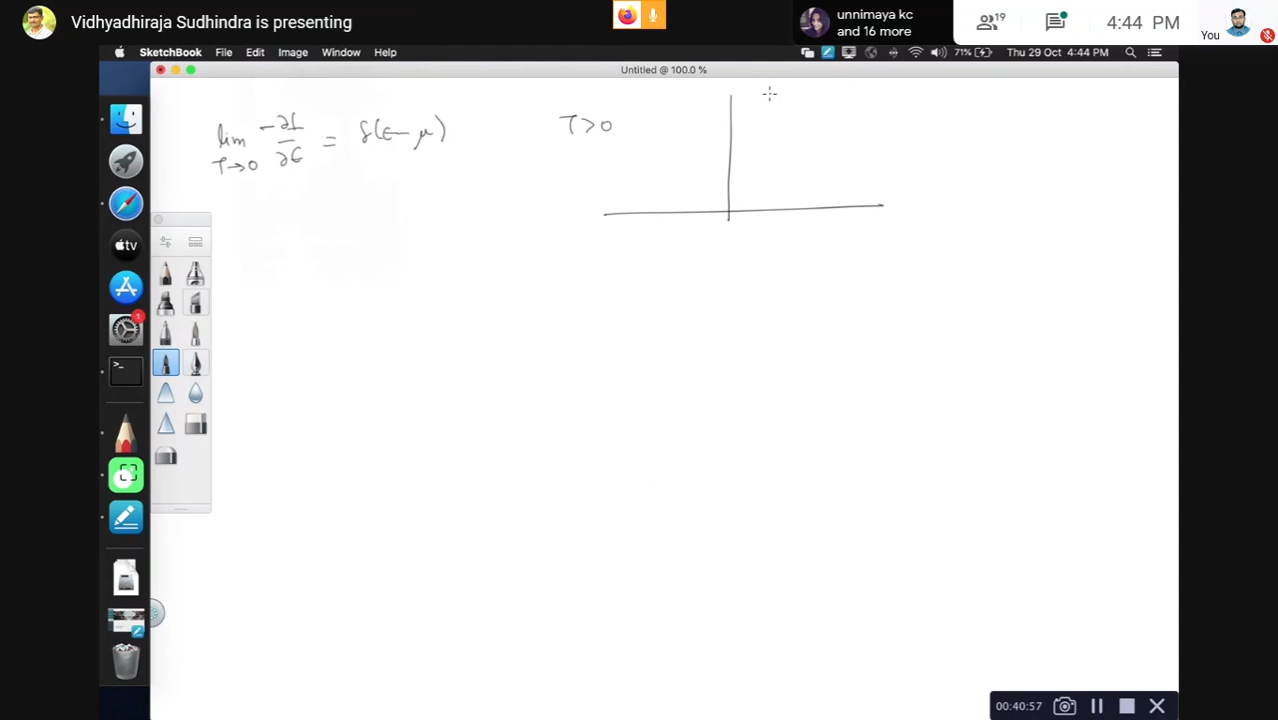 Vidhyadhiraja Sudhindra is presenting
unnimaya kc
and 16 more
19
4:44 PM
You
SketchBook File Edit Image Window Help
71% Thu 29 Oct 4:44 PM
Untitled @ 100.0 %
lim T→0 −∂f/∂ϵ = δ(ϵ−μ)
T>0
tv
1
>_
00:40:57